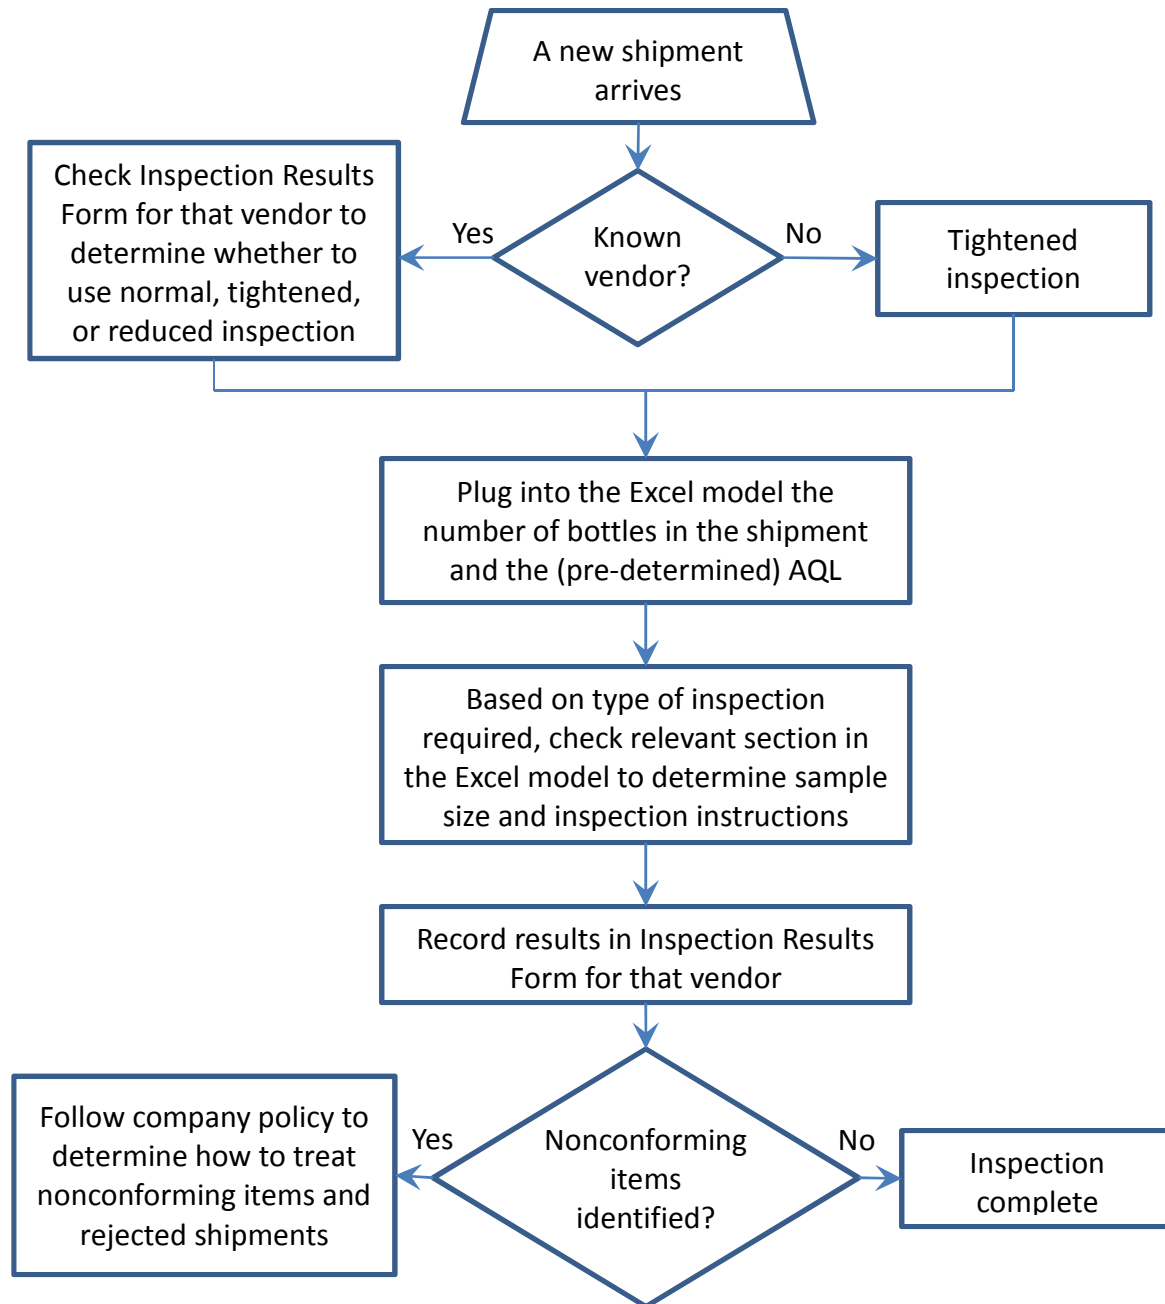 A new shipment
arrives
Check Inspection Results
Form for that vendor to
determine whether to
use normal, tightened,
or reduced inspection
Yes
Known
vendor?
No
Tightened
inspection
Plug into the Excel model the
number of bottles in the shipment
and the (pre-determined) AQL
Based on type of inspection
required, check relevant section in
the Excel model to determine sample
size and inspection instructions
Record results in Inspection Results
Form for that vendor
Follow company policy to
determine how to treat
nonconforming items and
rejected shipments
Yes
Nonconforming
items
identified?
No
Inspection
complete